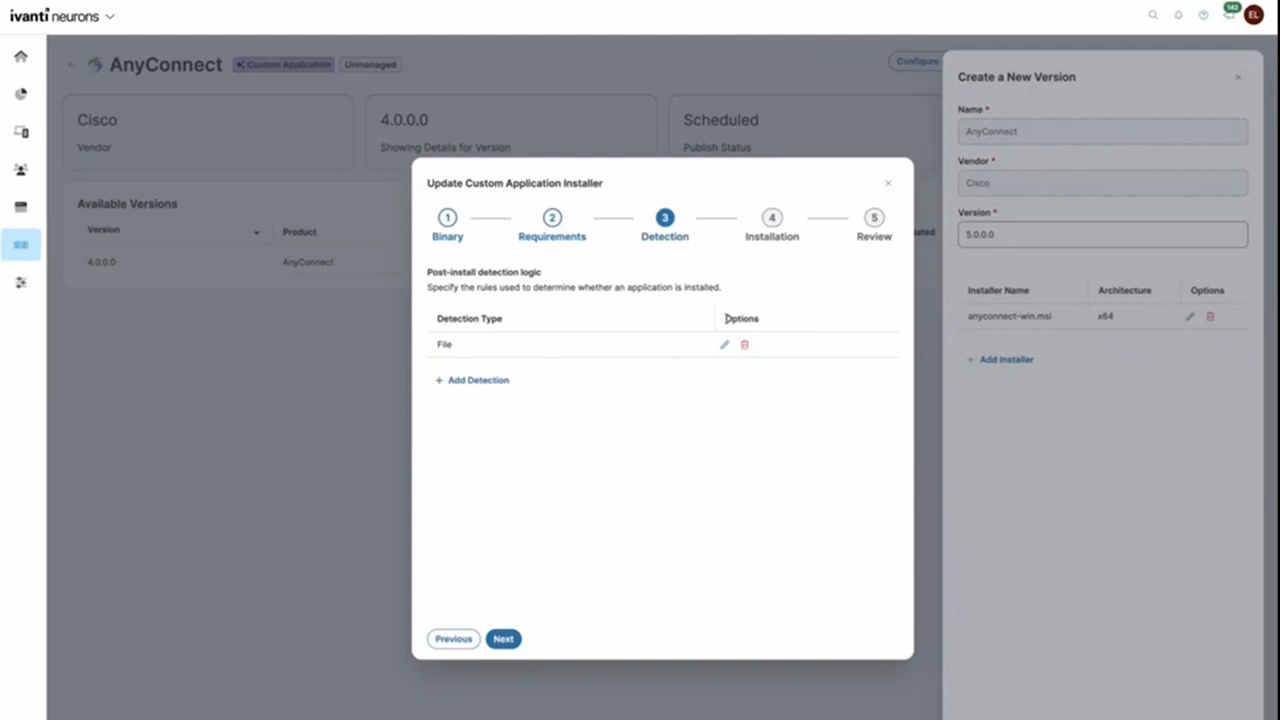 ivanti neurons
142
EL
AnyConnect
Custom Application
Unmanaged
Configure
Cisco
Vendor
4.0.0.0
Showing Details for Version
Scheduled
Publish Status
Available Versions
Version
Product
4.0.0.0
AnyConnect
Update Custom Application Installer
1
2
3
4
5
Binary
Requirements
Detection
Installation
Review
Post-install detection logic
Specify the rules used to determine whether an application is installed.
Detection Type
Options
File
+ Add Detection
Previous
Next
Create a New Version
Name *
AnyConnect
Vendor *
Cisco
Version *
5.0.0.0
Installer Name
Architecture
Options
anyconnect-win.msi
x64
+ Add Installer